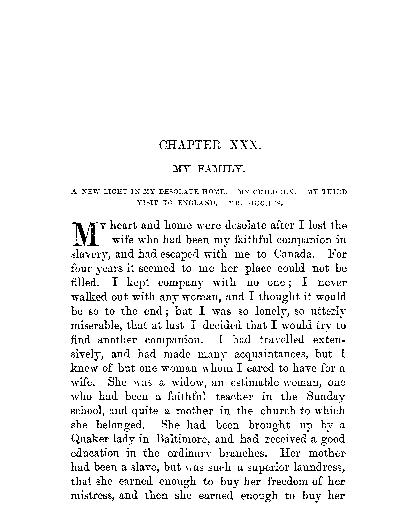 CHAPTER XXX.
MY FAMILY.
A NEW LIGHT IN MY DESOLATE HOME. MY CHILDREN. MY THIRD
VISIT TO ENGLAND.
My heart and home were desolate after I lost the
wife who had been my faithful companion in
slavery, and had escaped with me to Canada. For
four years it seemed to me her place could not be
filled. I kept company with no one; I never
walked out with any woman, and I thought it would
be so to the end; but I was so lonely, so utterly
miserable, that at last I decided that I would try to
find another companion. I had travelled exten-
sively, and had made many acquaintances, but I
knew of but one woman whom I cared to have for a
wife. She was a widow, an estimable woman, one
who had been a faithful teacher in the Sunday
school, and quite a mother in the church to which
she belonged. She had been brought up by a
Quaker lady in Baltimore, and had received a good
education in the ordinary branches. Her mother
had been a slave, but was such a superior laundress,
that she earned enough to buy her freedom of her
mistress, and then she earned enough to buy her